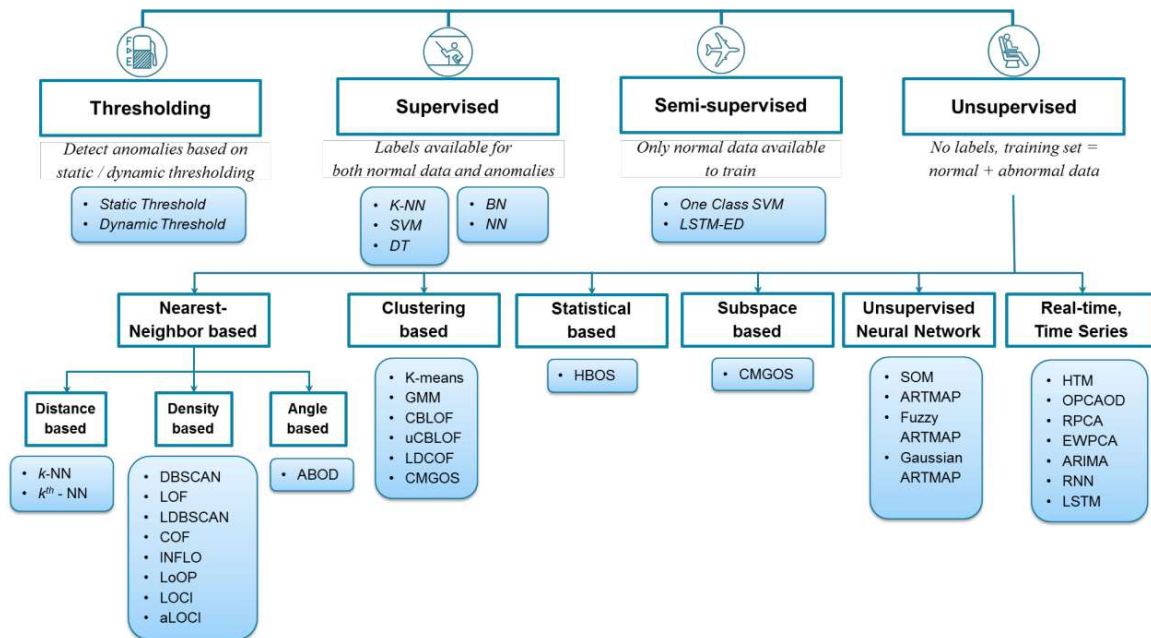 F
E
Thresholding
Detect anomalies based on
static / dynamic thresholding
• Static Threshold
• Dynamic Threshold
Supervised
Labels available for
both normal data and anomalies
• K-NN
• SVM
• DT
• BN
• NN
Semi-supervised
Only normal data available
to train
• One Class SVM
• LSTM-ED
Unsupervised
No labels, training set =
normal + abnormal data
Nearest-
Neighbor based
Distance
based
• k-NN
• kth - NN
Density
based
• DBSCAN
• LOF
• LDBSCAN
• COF
• INFLO
• LoOP
• LOCI
• aLOCI
Angle
based
• ABOD
Clustering
based
• K-means
• GMM
• CBLOF
• uCBLOF
• LDCOF
• CMGOS
Statistical
based
• HBOS
Subspace
based
• CMGOS
Unsupervised
Neural Network
• SOM
• ARTMAP
• Fuzzy
ARTMAP
• Gaussian
ARTMAP
Real-time,
Time Series
• HTM
• OPCAOD
• RPCA
• EWPCA
• ARIMA
• RNN
• LSTM